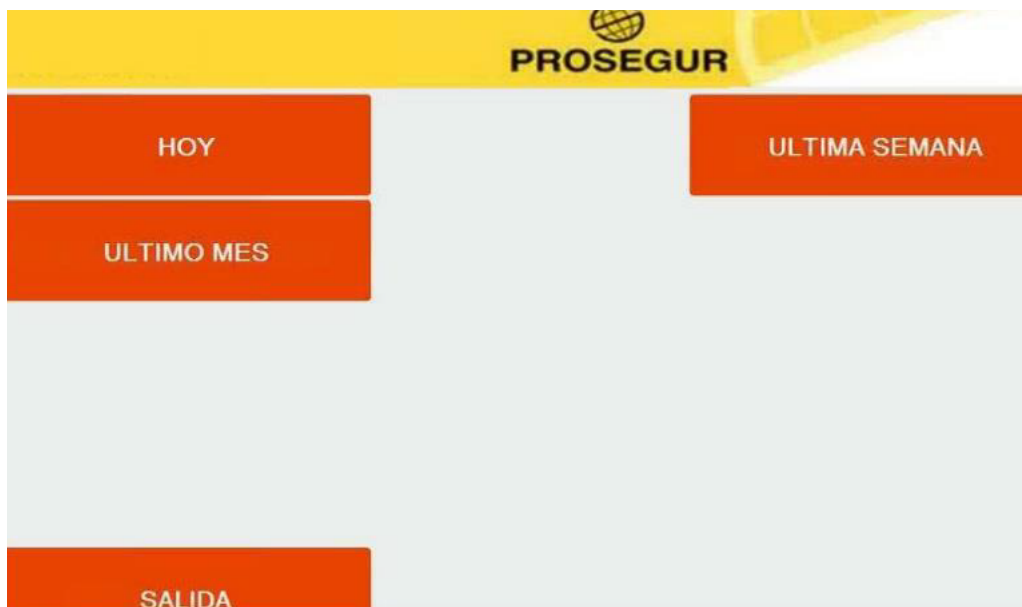 PROSEGUR
HOY
ULTIMA SEMANA
ULTIMO MES
SALIDA